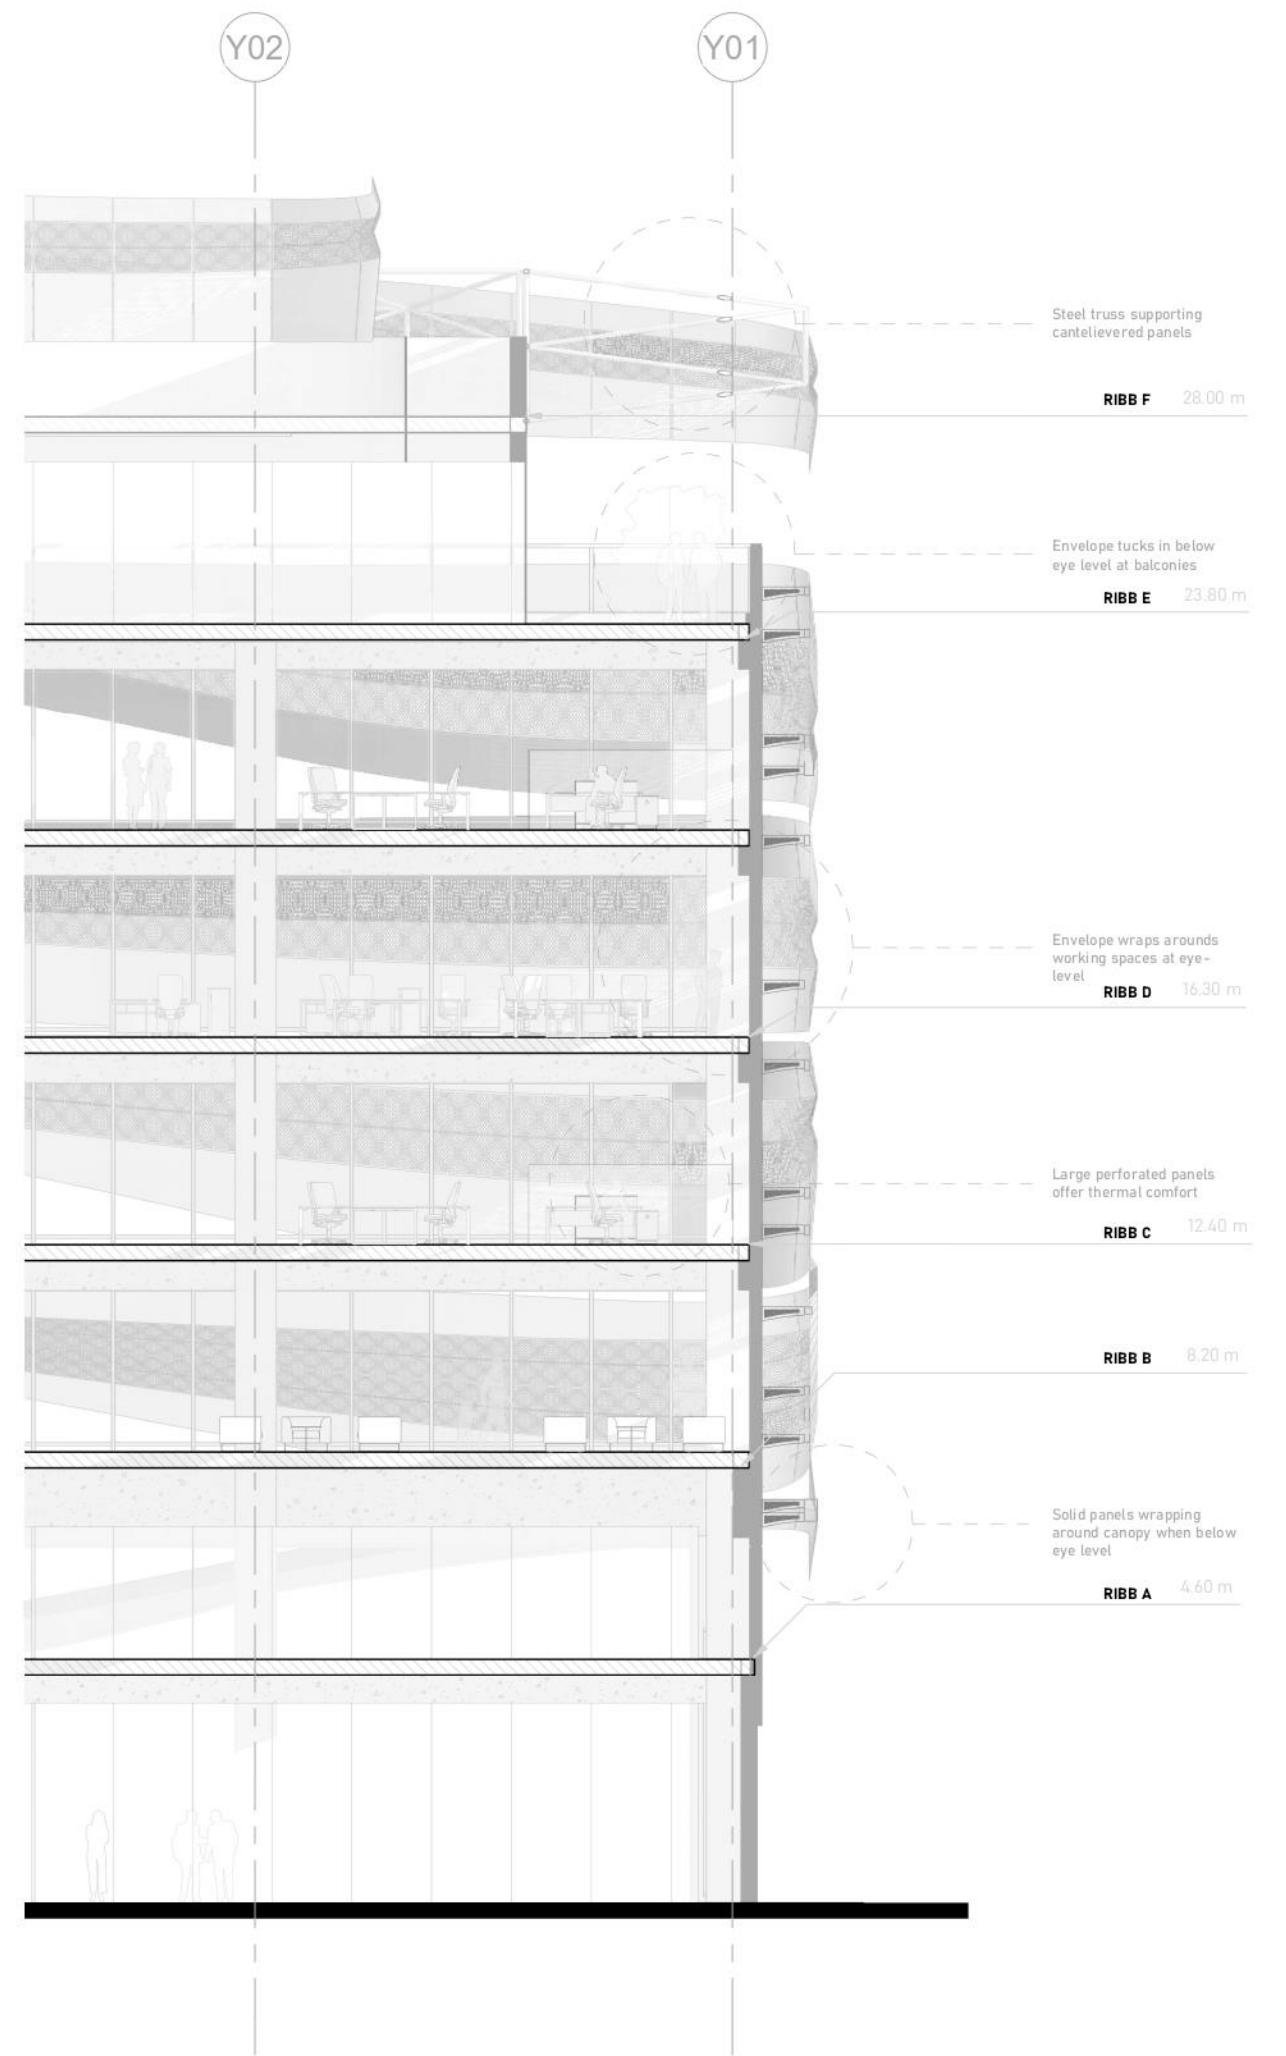 Y02
Y01
Steel truss supporting
cantelievered panels
RIBB F 28.00 m
Envelope tucks in below
eye level at balconies
RIBB E 23.80 m
Envelope wraps arounds
working spaces at eye-
level
RIBB D 16.30 m
Large perforated panels
offer thermal comfort
RIBB C 12.40 m
RIBB B 8.20 m
Solid panels wrapping
around canopy when below
eye level
RIBB A 4.60 m